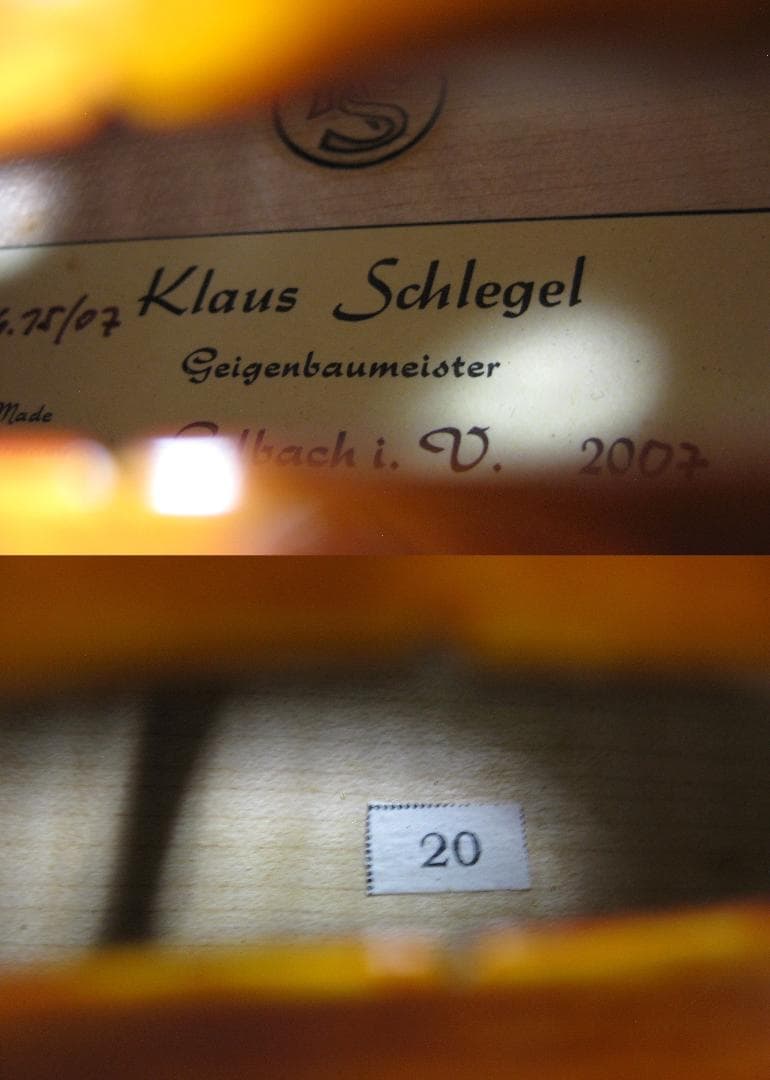 Klaus Schlegel
Geigenbaumeister
Made
i. V. 2007
20